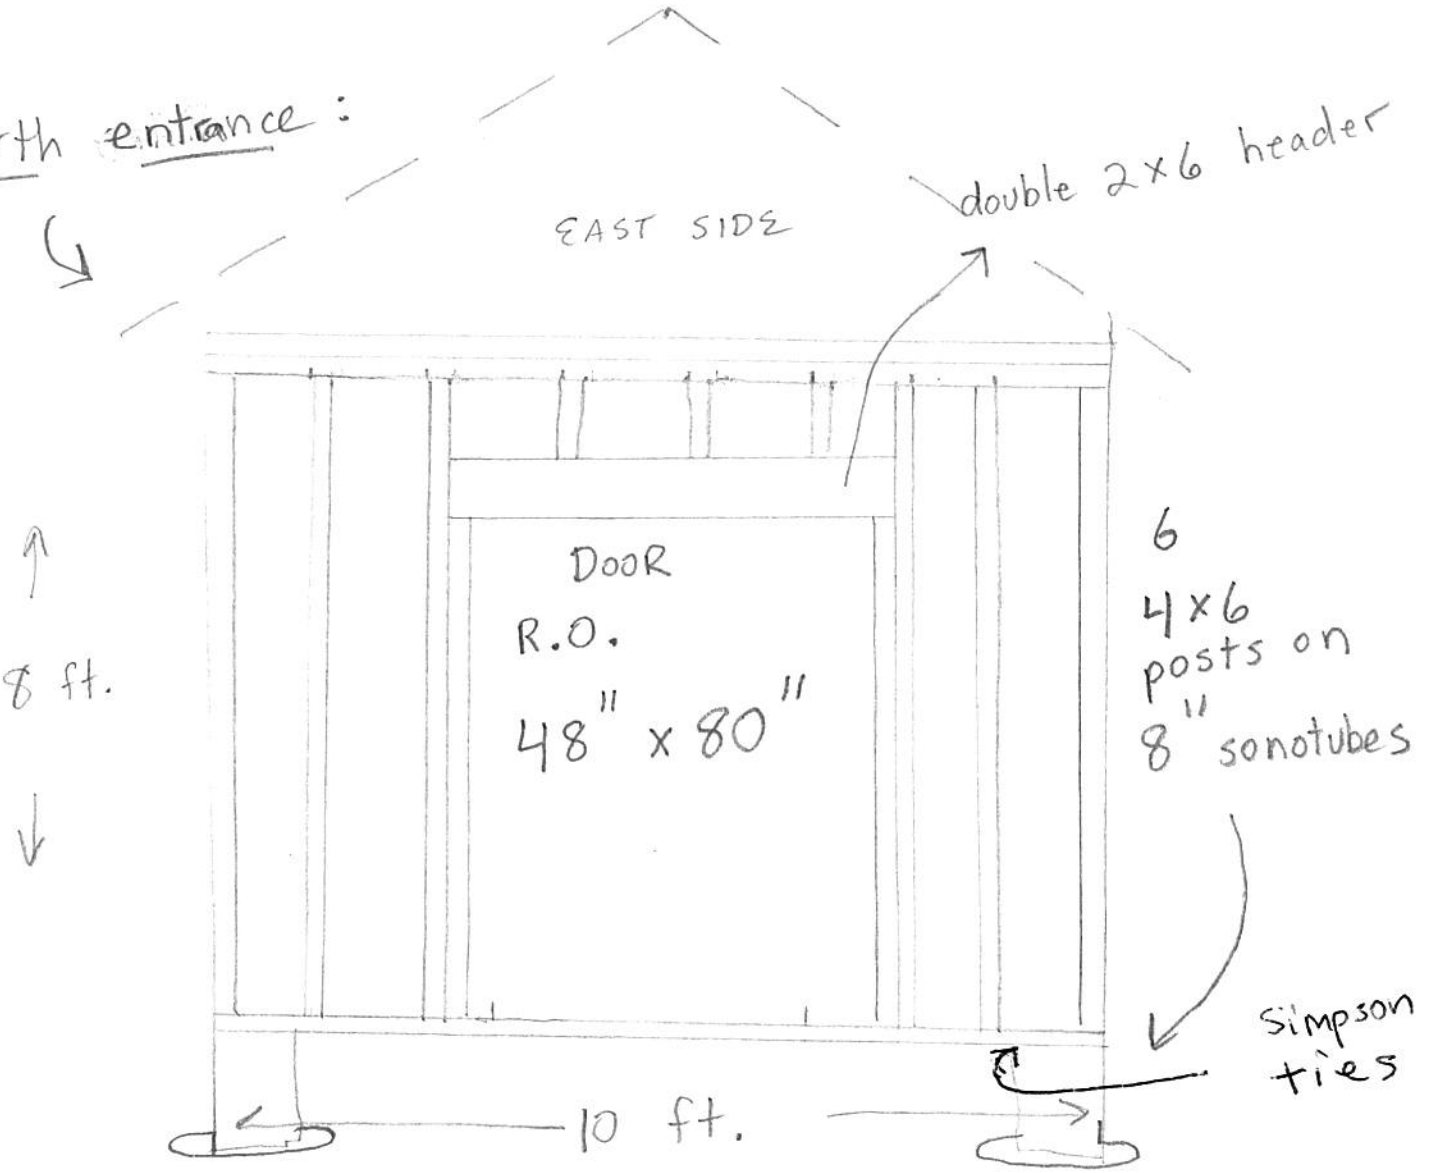 entrance :
double 2x6 header
EAST SIDE
DOOR
R.O.
48" x 80"
8 ft.
6
4x6
posts on
8" sonotubes
Simpson
ties
10 ft.